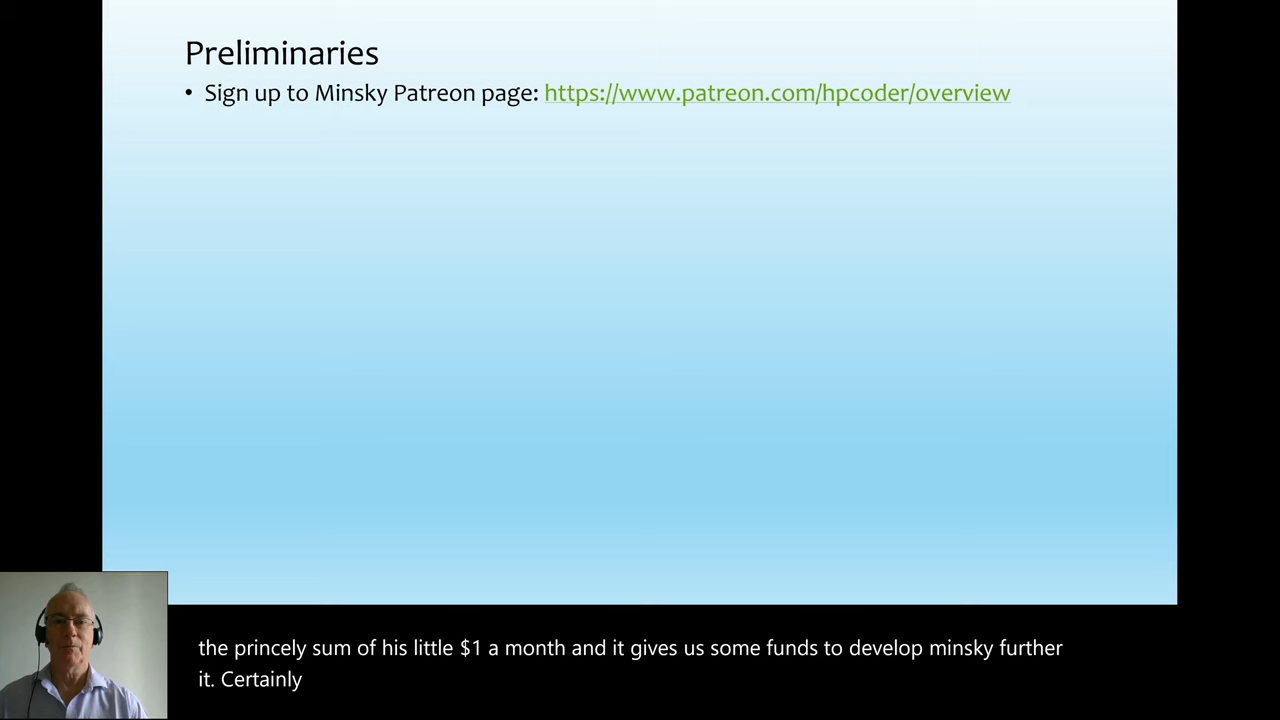 Preliminaries
• Sign up to Minsky Patreon page: https://www.patreon.com/hpcoder/overview
the princely sum of his little $1 a month and it gives us some funds to develop minsky further
it. Certainly